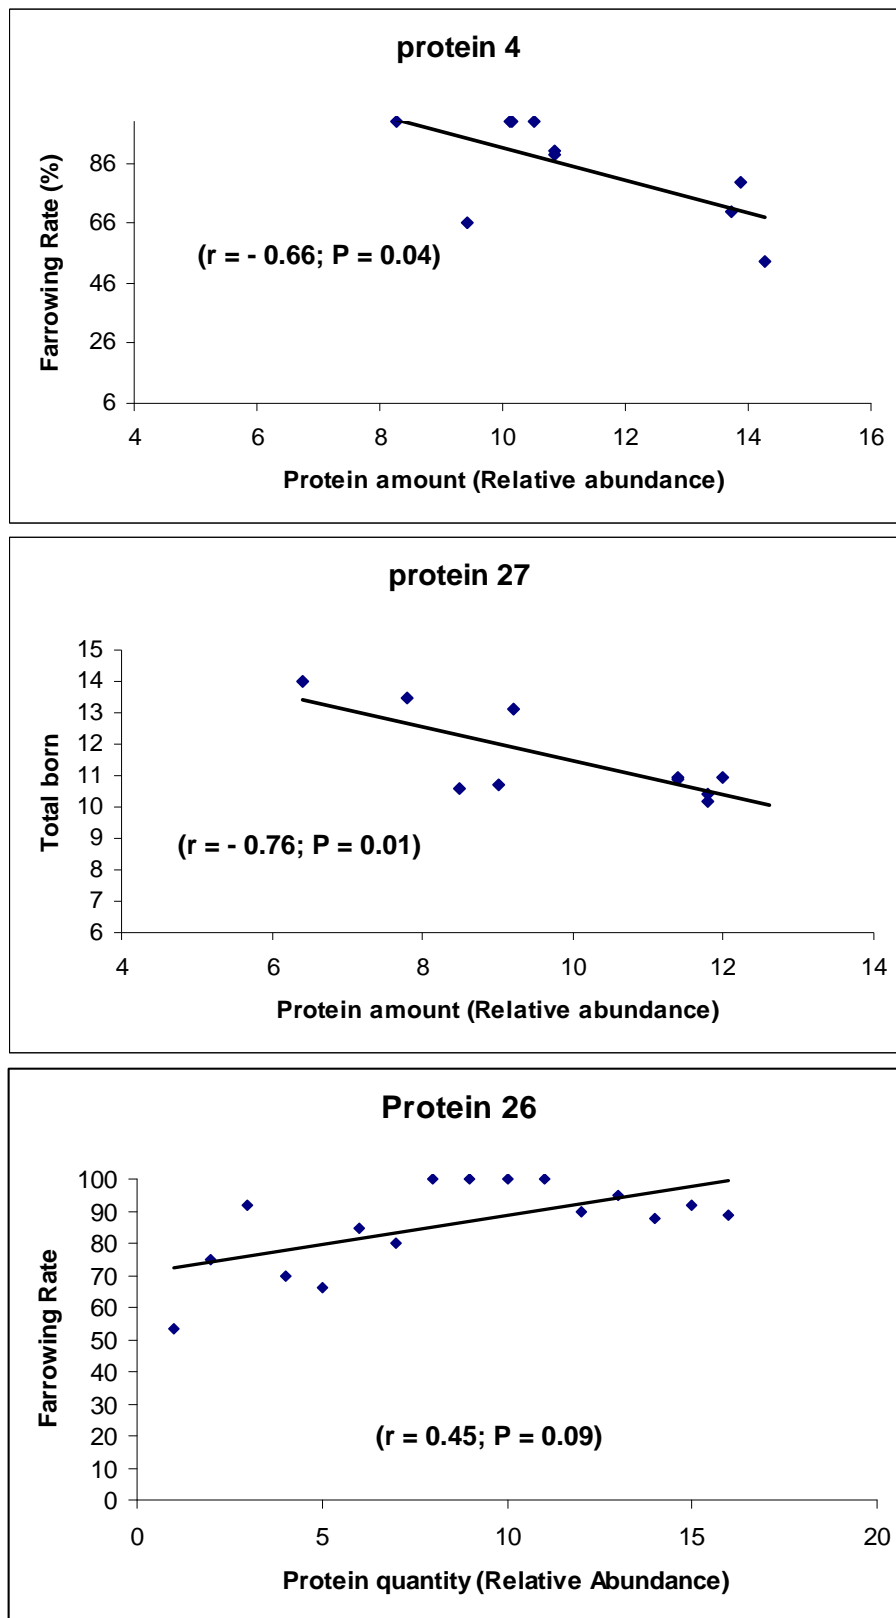 protein 4
Farrowing Rate (%)
86
66
46
26
6
(r = - 0.66; P = 0.04)
4 6 8 10 12 14 16
Protein amount (Relative abundance)
protein 27
Total born
15
14
13
12
11
10
9
8
7
6
(r = - 0.76; P = 0.01)
4 6 8 10 12 14
Protein amount (Relative abundance)
Protein 26
Farrowing Rate
100
90
80
70
60
50
40
30
20
10
0
(r = 0.45; P = 0.09)
0 5 10 15 20
Protein quantity (Relative Abundance)